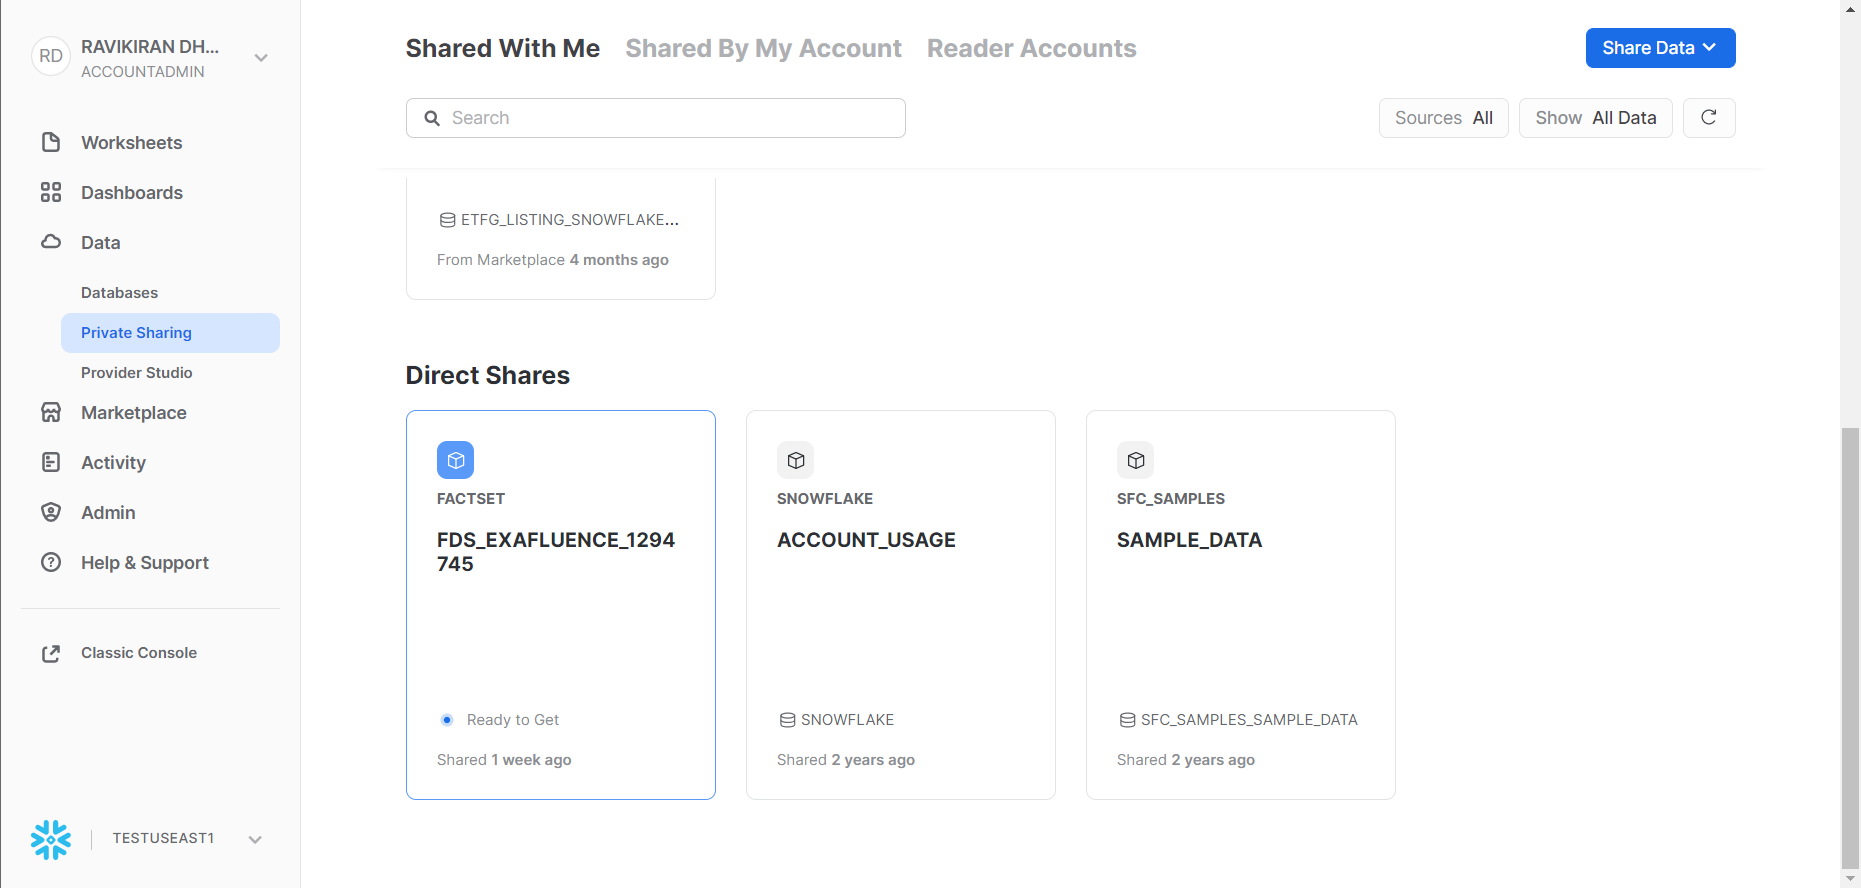 RD
RAVIKIRAN DH...
ACCOUNTADMIN
Worksheets
Dashboards
Data
Databases
Private Sharing
Provider Studio
Marketplace
Activity
Admin
Help & Support
Classic Console
TESTUSEAST1
Shared With Me Shared By My Account Reader Accounts
Share Data
Search
Sources All
Show All Data
ETFG_LISTING_SNOWFLAKE...
From Marketplace 4 months ago
Direct Shares
FACTSET
FDS_EXAFLUENCE_1294
745
Ready to Get
Shared 1 week ago
SNOWFLAKE
ACCOUNT_USAGE
SNOWFLAKE
Shared 2 years ago
SFC_SAMPLES
SAMPLE_DATA
SFC_SAMPLES_SAMPLE_DATA
Shared 2 years ago